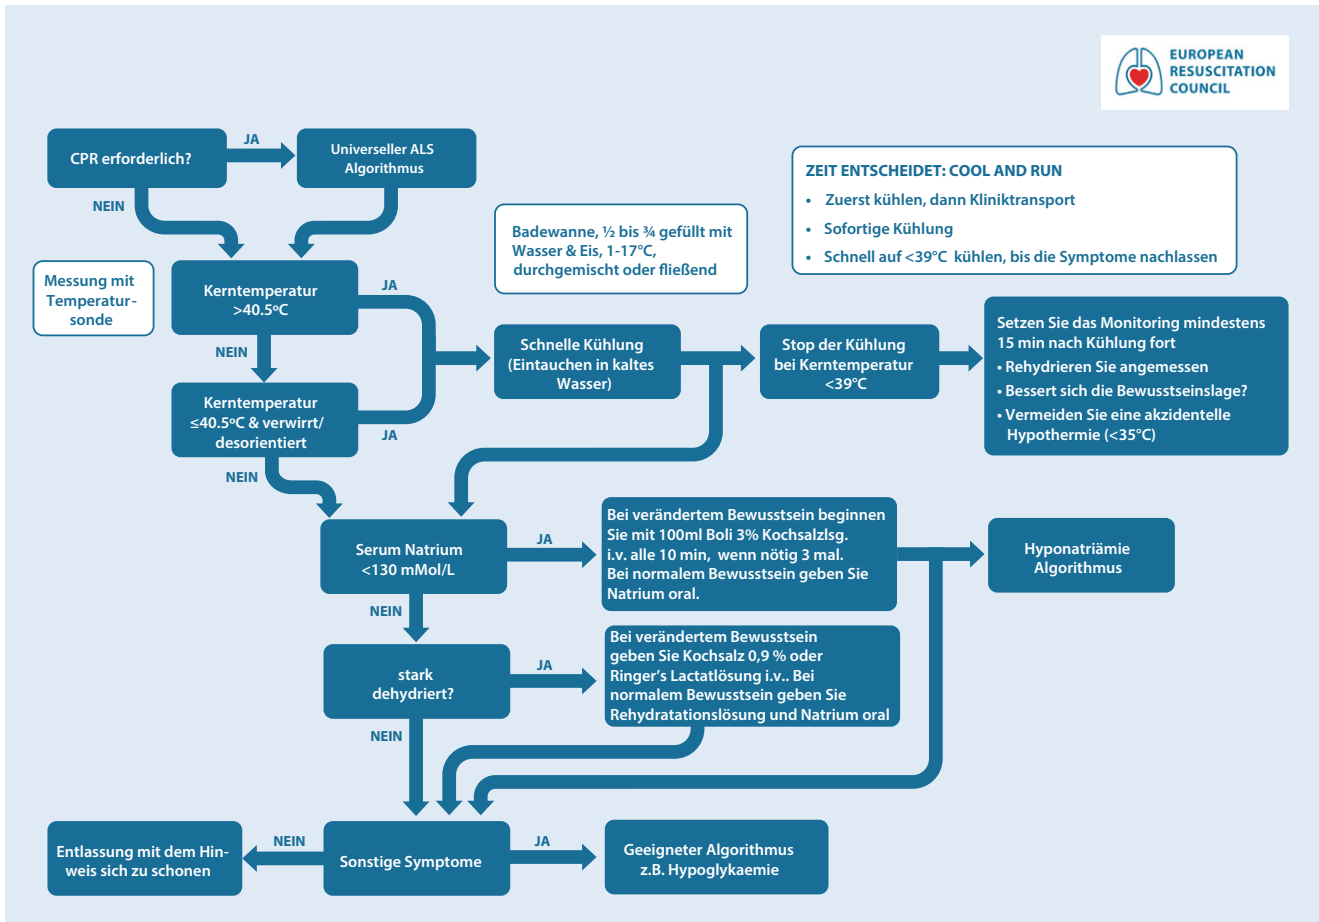 EUROPEAN
RESUSCITATION
COUNCIL
CPR erforderlich?
JA
Universeller ALS
Algorithmus
NEIN
ZEIT ENTSCHEIDET: COOL AND RUN
• Zuerst kühlen, dann Kliniktransport
• Sofortige Kühlung
• Schnell auf <39°C kühlen, bis die Symptome nachlassen
Badewanne, ½ bis ¾ gefüllt mit
Wasser & Eis, 1-17°C,
durchgemischt oder fließend
Messung mit
Temperatur-
sonde
Kerntemperatur
>40.5ºC
JA
NEIN
Kerntemperatur
≤40.5ºC & verwirrt/
desorientiert
JA
NEIN
Schnelle Kühlung
(Eintauchen in kaltes
Wasser)
Stop der Kühlung
bei Kerntemperatur
<39°C
Setzen Sie das Monitoring mindestens
15 min nach Kühlung fort
• Rehydrieren Sie angemessen
• Bessert sich die Bewusstseinslage?
• Vermeiden Sie eine akzidentelle
Hypothermie (<35°C)
Serum Natrium
<130 mMol/L
JA
Bei verändertem Bewusstsein beginnen
Sie mit 100ml Boli 3% Kochsalzlsg.
i.v. alle 10 min, wenn nötig 3 mal.
Bei normalem Bewusstsein geben Sie
Natrium oral.
Hyponatriämie
Algorithmus
NEIN
stark
dehydriert?
JA
Bei verändertem Bewusstsein
geben Sie Kochsalz 0,9 % oder
Ringer's Lactatlösung i.v.. Bei
normalem Bewusstsein geben Sie
Rehydratationslösung und Natrium oral
NEIN
Entlassung mit dem Hin-
weis sich zu schonen
NEIN
Sonstige Symptome
JA
Geeigneter Algorithmus
z.B. Hypoglykaemie